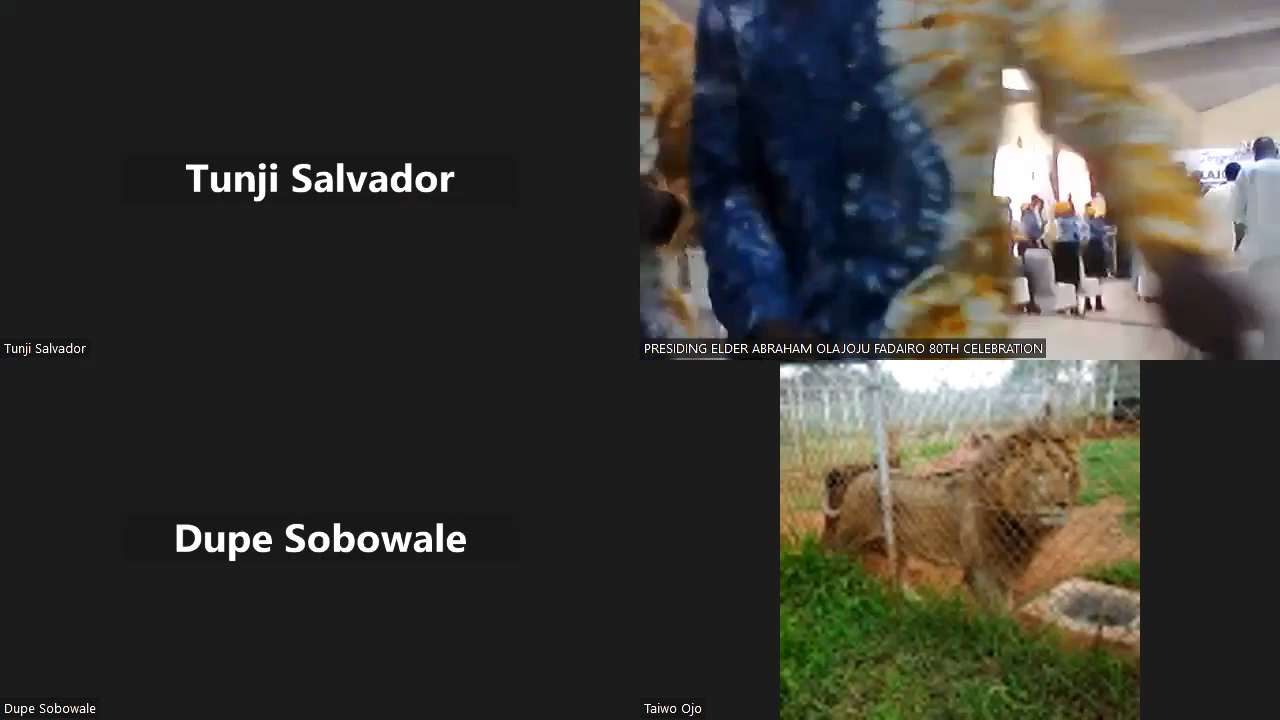 Tunji Salvador
Tunji Salvador
PRESIDING ELDER ABRAHAM OLAJOJU FADAIRO 80TH CELEBRATION
Dupe Sobowale
Dupe Sobowale
Taiwo Ojo